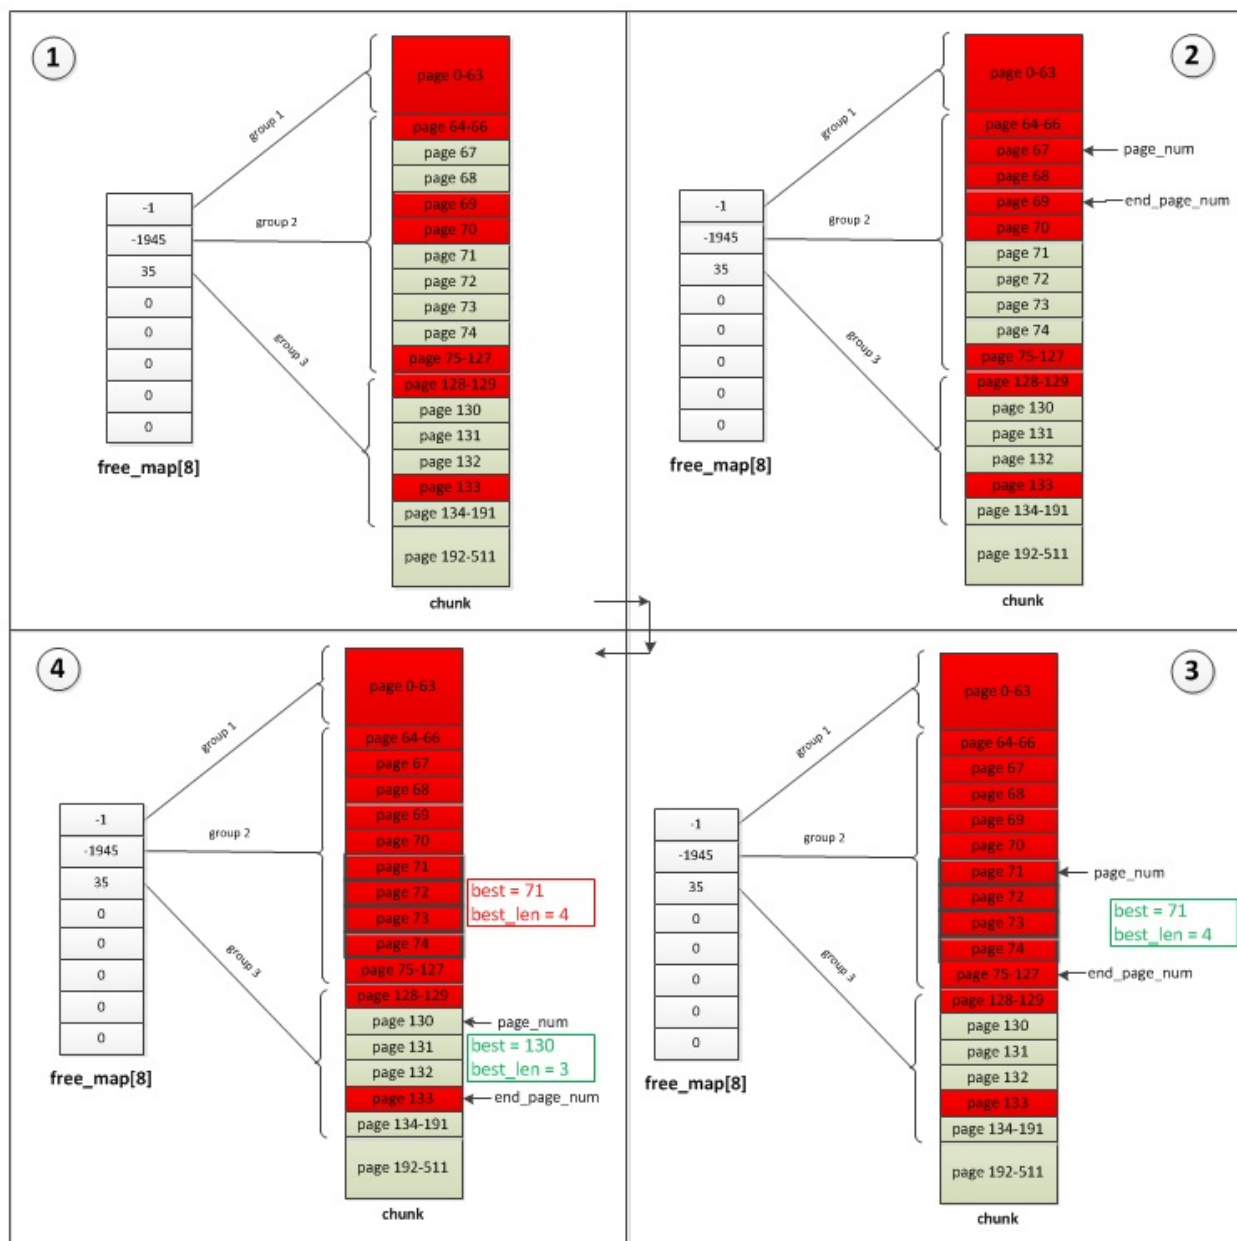 1
page 0-63
group 1
page 64-66
page 67
page 68
-1
page 69
-1945
group 2
page 70
35
page 71
0
page 72
0
page 73
0
group 3
page 74
0
page 75-127
0
page 128-129
page 130
page 131
free_map[8]
page 132
page 133
page 134-191
page 192-511
chunk
2
page 0-63
group 1
page 64-66
page 67
page_num
page 68
-1
page 69
end_page_num
-1945
group 2
page 70
35
page 71
0
page 72
0
page 73
0
group 3
page 74
0
page 75-127
0
page 128-129
page 130
page 131
free_map[8]
page 132
page 133
page 134-191
page 192-511
chunk
4
page 0-63
group 1
page 64-66
page 67
page 68
-1
page 69
-1945
group 2
page 70
35
page 71
0
page 72
best = 71
0
page 73
best_len = 4
0
group 3
page 74
0
page 75-127
0
page 128-129
page 130
page_num
page 131
best = 130
free_map[8]
page 132
best_len = 3
page 133
end_page_num
page 134-191
page 192-511
chunk
3
page 0-63
group 1
page 64-66
page 67
page 68
-1
page 69
-1945
group 2
page 70
35
page 71
page_num
0
page 72
best = 71
0
page 73
best_len = 4
0
group 3
page 74
0
page 75-127
end_page_num
0
page 128-129
page 130
page 131
free_map[8]
page 132
page 133
page 134-191
page 192-511
chunk